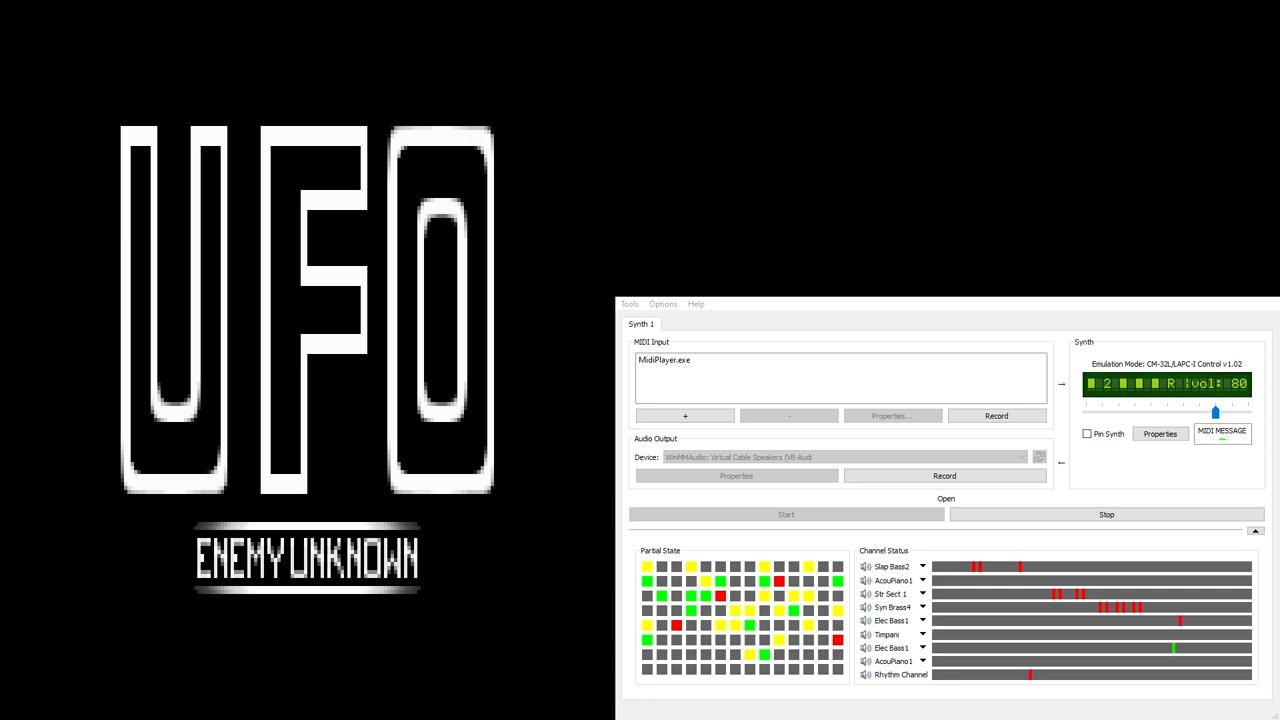 UFO
ENEMY UNKNOWN
Tools Options Help
Synth 1
MIDI Input
MidiPlayer.exe
+ - Properties... Record
Audio Output
Device: WinMMAudio: Virtual Cable Speakers (VB-Audi
Properties Record
Synth
Emulation Mode: CM-32L/LAPC-I Control v1.02
2 R |vol: 80
Pin Synth Properties MIDI MESSAGE
Open
Start Stop
Partial State
Channel Status
Slap Bass2
AcouPiano1
Str Sect 1
Syn Brass4
Elec Bass1
Timpani
Elec Bass1
AcouPiano1
Rhythm Channel